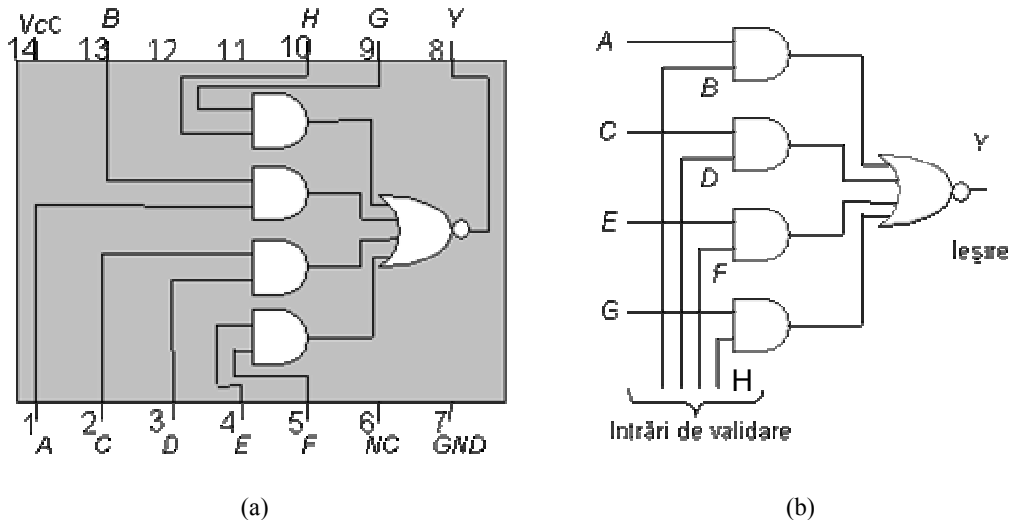 VcC B H G Y
14 13 12 11 10 9 8
1 2 3 4 5 6 7
A C D E F NC GND
(a)
A
B
C
D
Y
E
F
Ieşire
G
H
Intrări de validare
(b)